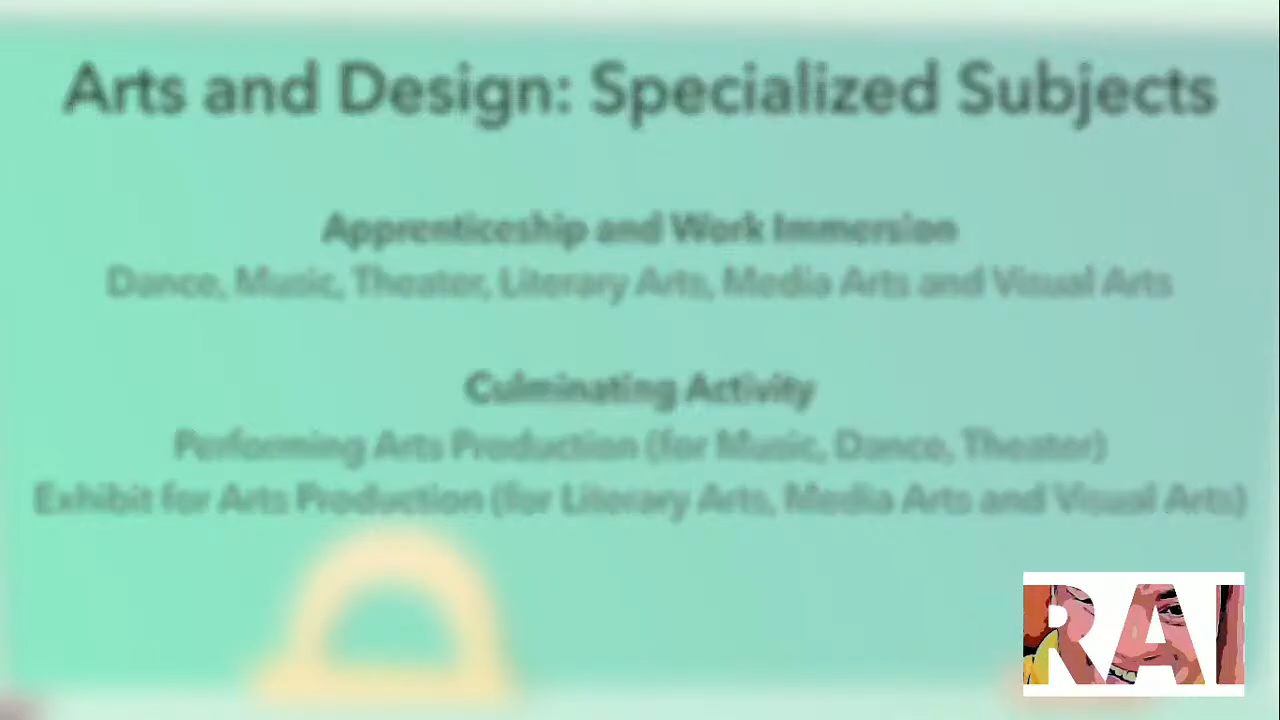 Arts and Design: Specialized Subjects
Apprenticeship and Work Immersion
Dance, Music, Theater, Literary Arts, Media Arts and Visual Arts
Culminating Activity
Performing Arts Production (for Music, Dance, Theater)
Exhibit for Arts Production (for Literary Arts, Media Arts and Visual Arts)
RAI